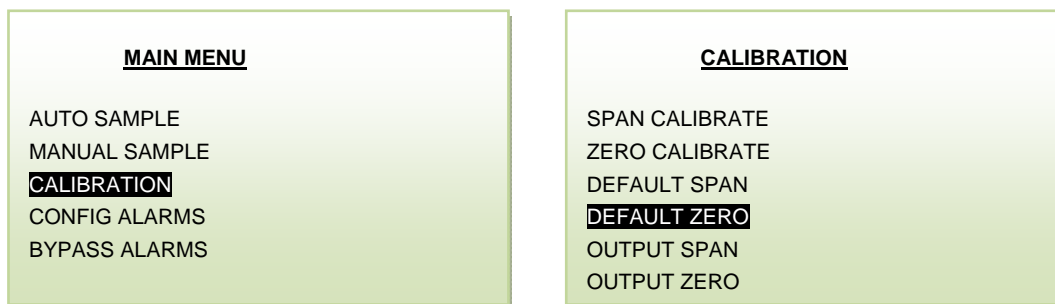 MAIN MENU
AUTO SAMPLE
MANUAL SAMPLE
CALIBRATION
CONFIG ALARMS
BYPASS ALARMS
CALIBRATION
SPAN CALIBRATE
ZERO CALIBRATE
DEFAULT SPAN
DEFAULT ZERO
OUTPUT SPAN
OUTPUT ZERO